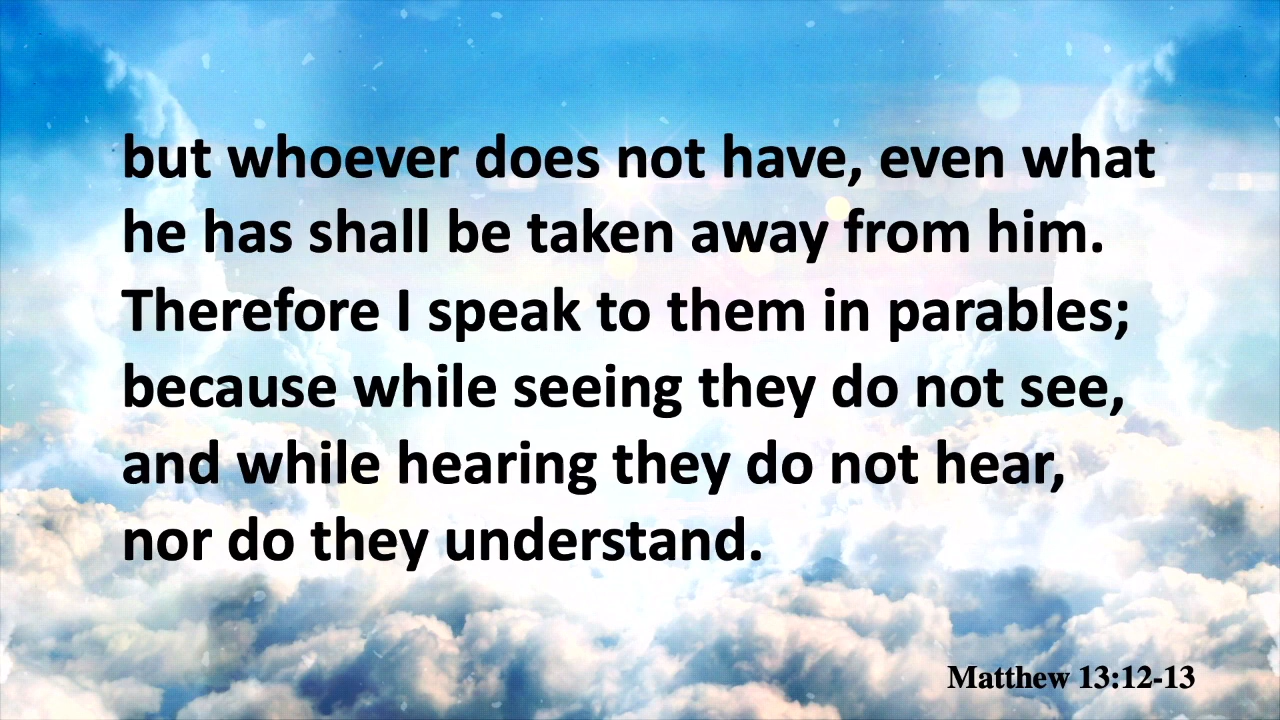 but whoever does not have, even what
he has shall be taken away from him.
Therefore I speak to them in parables;
because while seeing they do not see,
and while hearing they do not hear,
nor do they understand.
Matthew 13:12-13